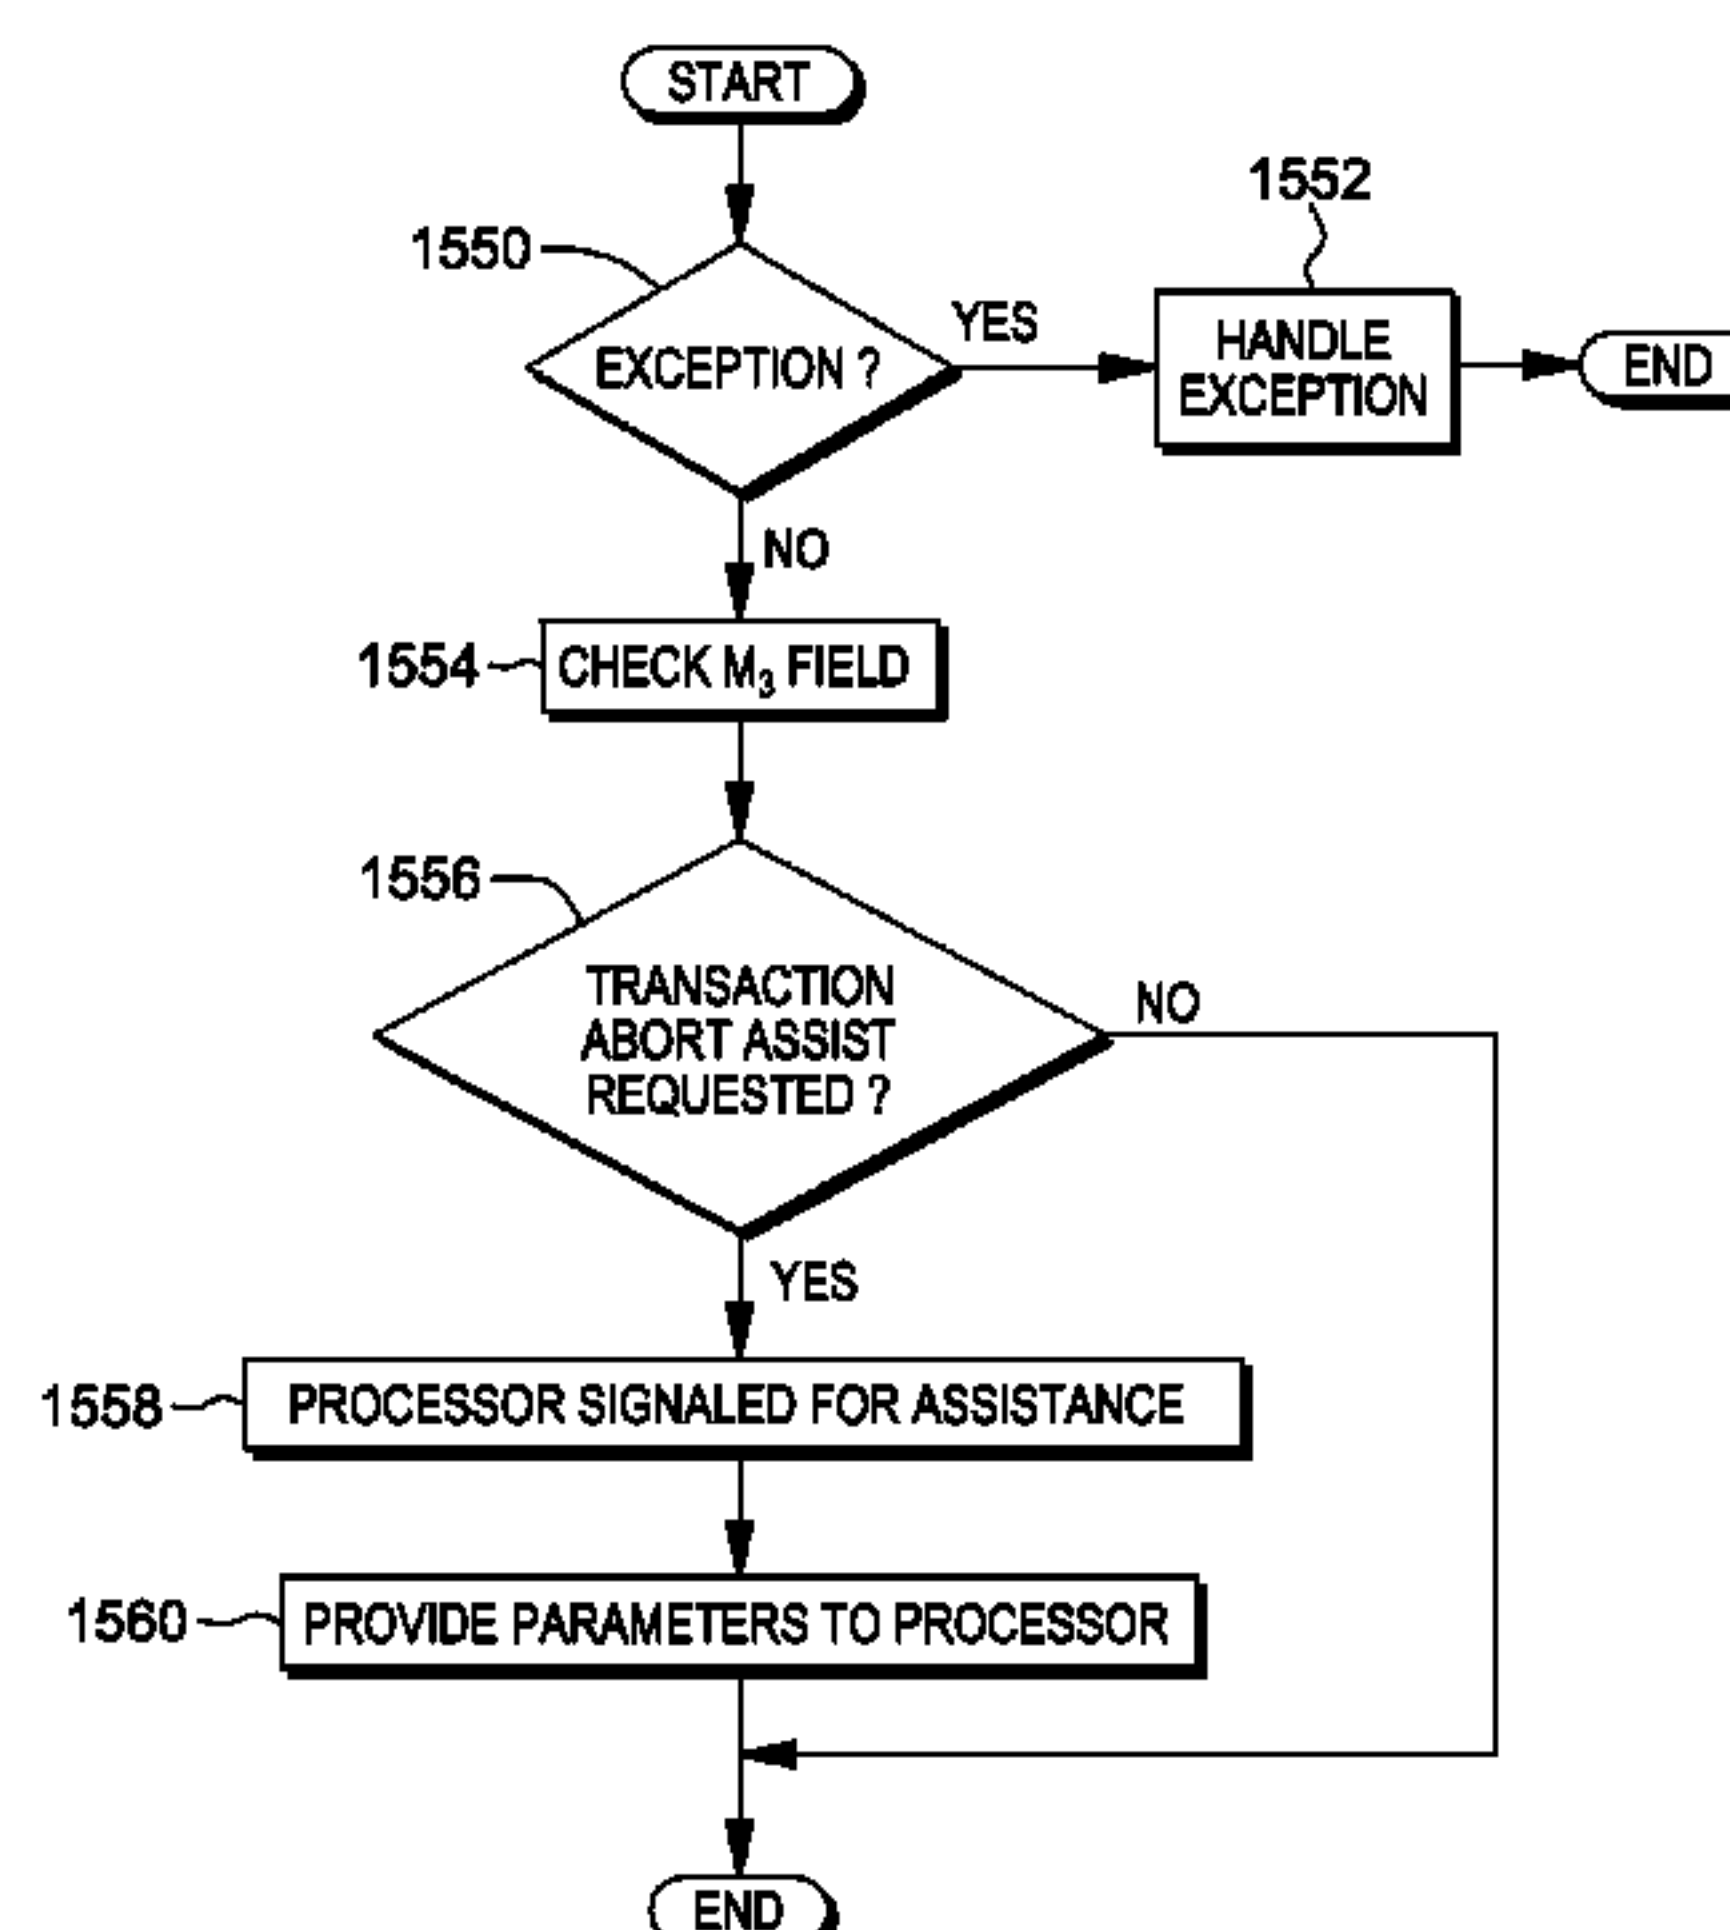 START
1552
1550
YES
EXCEPTION ?
HANDLE
EXCEPTION
END
NO
1554
CHECK M₃ FIELD
1556
TRANSACTION
ABORT ASSIST
REQUESTED ?
NO
YES
1558
PROCESSOR SIGNALED FOR ASSISTANCE
1560
PROVIDE PARAMETERS TO PROCESSOR
END